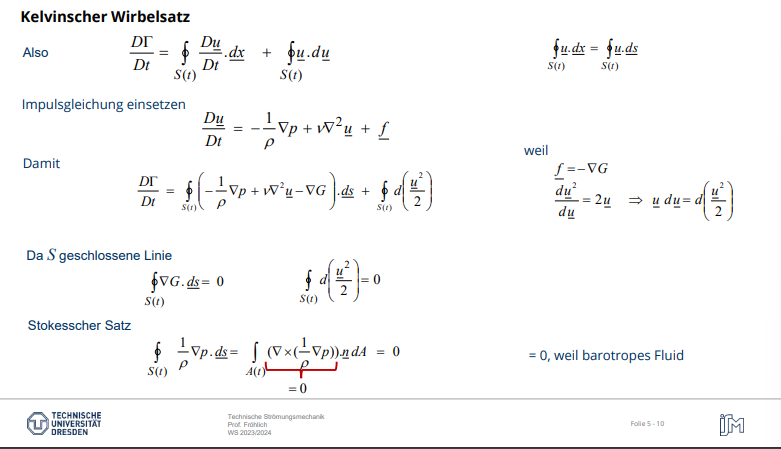 Kelvinscher Wirbelsatz
Also DΓ/Dt = ∮_{S(t)} Du/Dt . dx + ∮_{S(t)} u . du ∮_{S(t)} u . dx = ∮_{S(t)} u . ds
Impulsgleichung einsetzen
Du/Dt = − 1/ρ ∇p + ν∇²u + f
Damit
weil
f = −∇G
DΓ/Dt = ∮_{S(t)} (− 1/ρ ∇p + ν∇²u − ∇G) . ds + ∮_{S(t)} d(u²/2)
du²/du = 2u ⇒ u du = d(u²/2)
Da S geschlossene Linie
∮_{S(t)} ∇G . ds = 0 ∮_{S(t)} d(u²/2) = 0
Stokesscher Satz
∮_{S(t)} 1/ρ ∇p . ds = ∫_{A(t)} (∇×(1/ρ ∇p)) . n dA = 0
= 0, weil barotropes Fluid
= 0
TECHNISCHE
UNIVERSITÄT
DRESDEN
Technische Strömungsmechanik
Prof. Fröhlich
WS 2023/2024
Folie 5 - 10
ISM